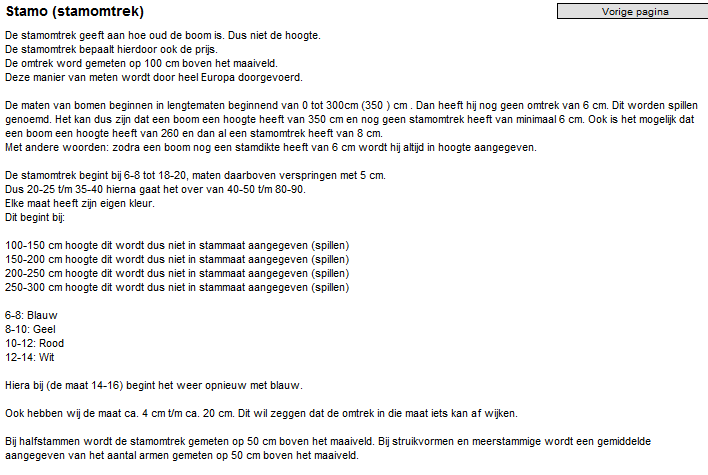 Stamo (stamomtrek)
Vorige pagina
De stamomtrek geeft aan hoe oud de boom is. Dus niet de hoogte.
De stamomtrek bepaalt hierdoor ook de prijs.
De omtrek word gemeten op 100 cm boven het maaiveld.
Deze manier van meten wordt door heel Europa doorgevoerd.
De maten van bomen beginnen in lengtematen beginnend van 0 tot 300cm (350 ) cm . Dan heeft hij nog geen omtrek van 6 cm. Dit worden spillen
genoemd. Het kan dus zijn dat een boom een hoogte heeft van 350 cm en nog geen stamomtrek heeft van minimaal 6 cm. Ook is het mogelijk dat
een boom een hoogte heeft van 260 en dan al een stamomtrek heeft van 8 cm.
Met andere woorden: zodra een boom nog een stamdikte heeft van 6 cm wordt hij altijd in hoogte aangegeven.
De stamomtrek begint bij 6-8 tot 18-20, maten daarboven verspringen met 5 cm.
Dus 20-25 t/m 35-40 hierna gaat het over van 40-50 t/m 80-90.
Elke maat heeft zijn eigen kleur.
Dit begint bij:
100-150 cm hoogte dit wordt dus niet in stammaat aangegeven (spillen)
150-200 cm hoogte dit wordt dus niet in stammaat aangegeven (spillen)
200-250 cm hoogte dit wordt dus niet in stammaat aangegeven (spillen)
250-300 cm hoogte dit wordt dus niet in stammaat aangegeven (spillen)
6-8: Blauw
8-10: Geel
10-12: Rood
12-14: Wit
Hiera bij (de maat 14-16) begint het weer opnieuw met blauw.
Ook hebben wij de maat ca. 4 cm t/m ca. 20 cm. Dit wil zeggen dat de omtrek in die maat iets kan af wijken.
Bij halfstammen wordt de stamomtrek gemeten op 50 cm boven het maaiveld. Bij struikvormen en meerstammige wordt een gemiddelde
aangegeven van het aantal armen gemeten op 50 cm boven het maaiveld.